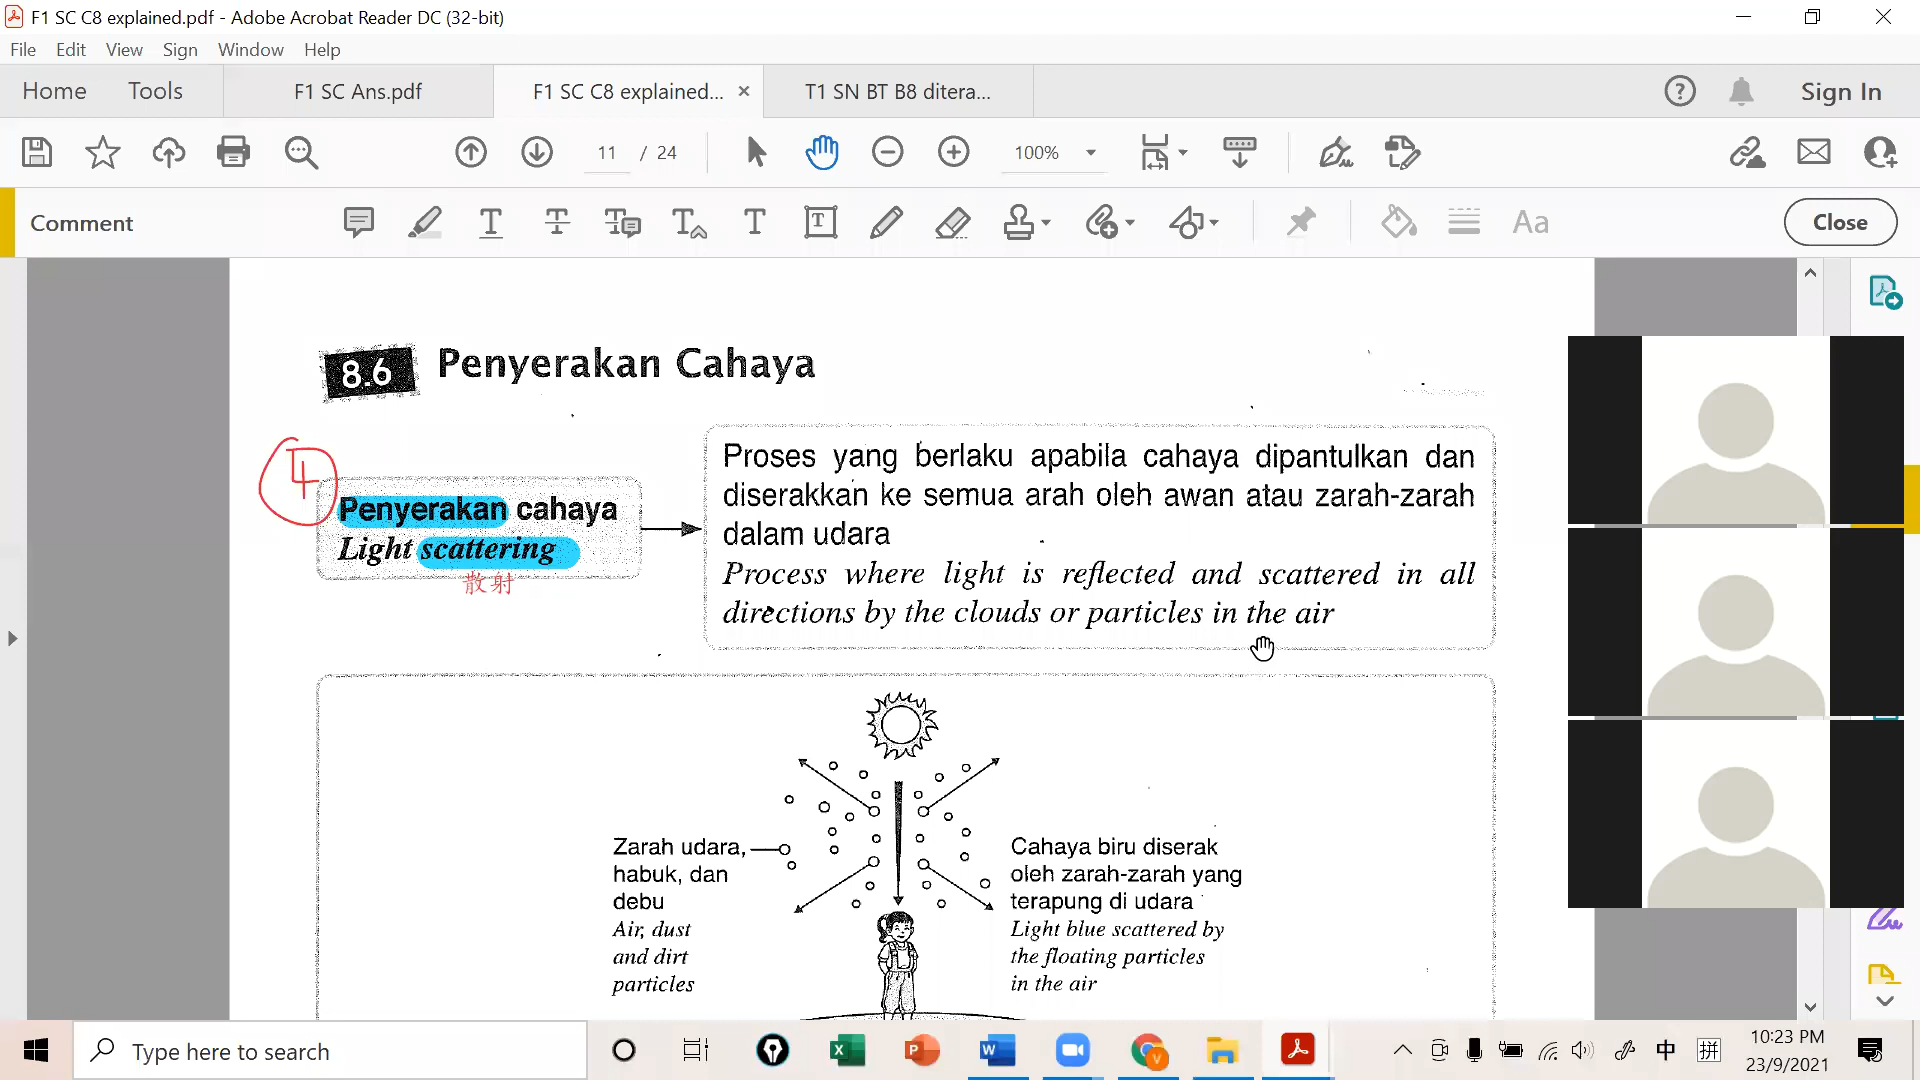 F1 SC C8 explained.pdf - Adobe Acrobat Reader DC (32-bit)
File Edit View Sign Window Help
Home Tools F1 SC Ans.pdf F1 SC C8 explained... × T1 SN BT B8 ditera... Sign In
11 / 24 100%
Comment Close
8.6 Penyerakan Cahaya
4
Penyerakan cahaya
Light scattering
散射
Proses yang berlaku apabila cahaya dipantulkan dan
diserakkan ke semua arah oleh awan atau zarah-zarah
dalam udara
Process where light is reflected and scattered in all
directions by the clouds or particles in the air
Zarah udara,
habuk, dan
debu
Air, dust
and dirt
particles
Cahaya biru diserak
oleh zarah-zarah yang
terapung di udara
Light blue scattered by
the floating particles
in the air
Type here to search
中 拼 10:23 PM
23/9/2021